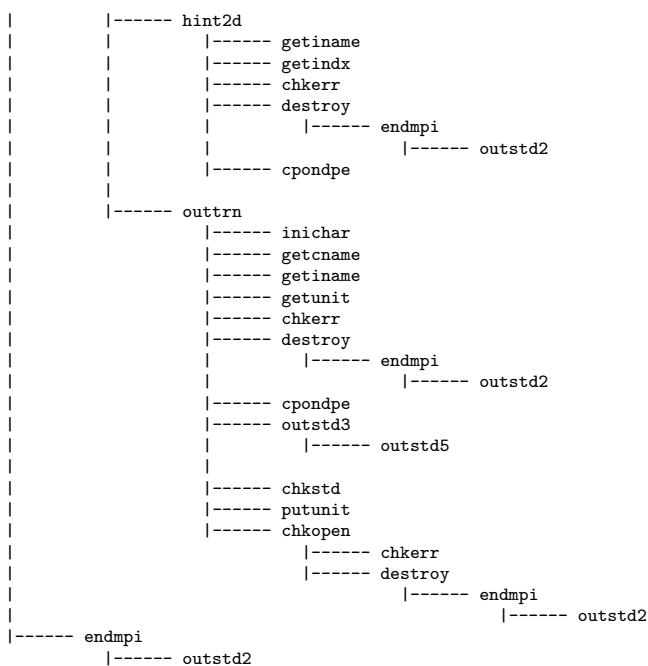 |         |------ hint2d
|         |         |------ getiname
|         |         |------ getindx
|         |         |------ chkerr
|         |         |------ destroy
|         |         |         |------ endmpi
|         |         |                   |------ outstd2
|         |         |------ cpondpe
|         |
|         |------ outtrn
|                   |------ inichar
|                   |------ getcname
|                   |------ getiname
|                   |------ getunit
|                   |------ chkerr
|                   |------ destroy
|                   |         |------ endmpi
|                   |                   |------ outstd2
|                   |------ cpondpe
|                   |------ outstd3
|                   |         |------ outstd5
|                   |
|                   |------ chkstd
|                   |------ putunit
|                   |------ chkopen
|                             |------ chkerr
|                             |------ destroy
|                                       |------ endmpi
|                                                 |------ outstd2
|------ endmpi
          |------ outstd2